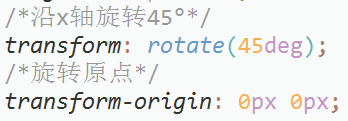 /*沿x轴旋转45°*/
transform: rotate(45deg);
/*旋转原点*/
transform-origin: 0px 0px;